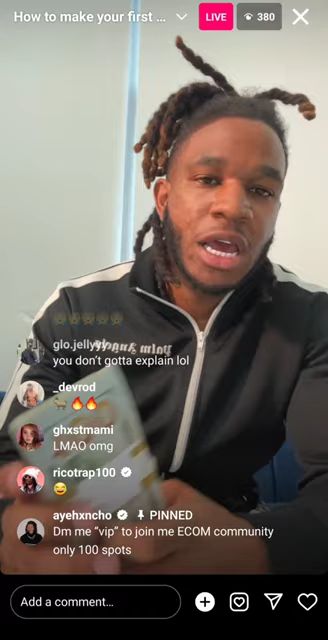 How to make your first ...
LIVE
380
glo.jellys
you don't gotta explain lol
_devrod
ghxstmami
LMAO omg
ricotrap100
ayehxncho PINNED
Dm me “vip” to join me ECOM community
only 100 spots
Add a comment...